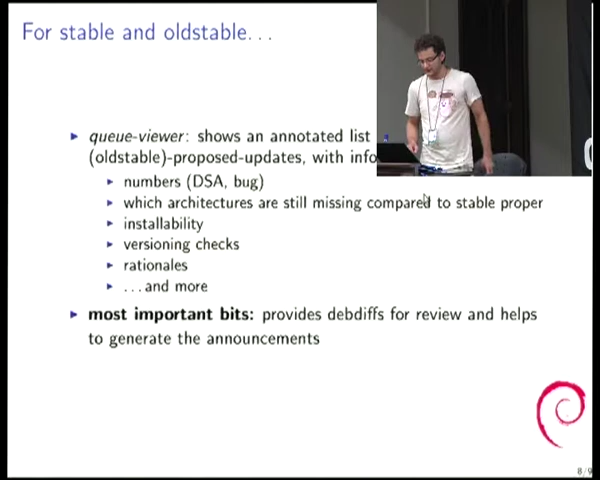 For stable and oldstable...
queue-viewer: shows an annotated list
(oldstable)-proposed-updates, with info
numbers (DSA, bug)
which architectures are still missing compared to stable proper
installability
versioning checks
rationales
...and more
most important bits: provides debdiffs for review and helps
to generate the announcements
8/9